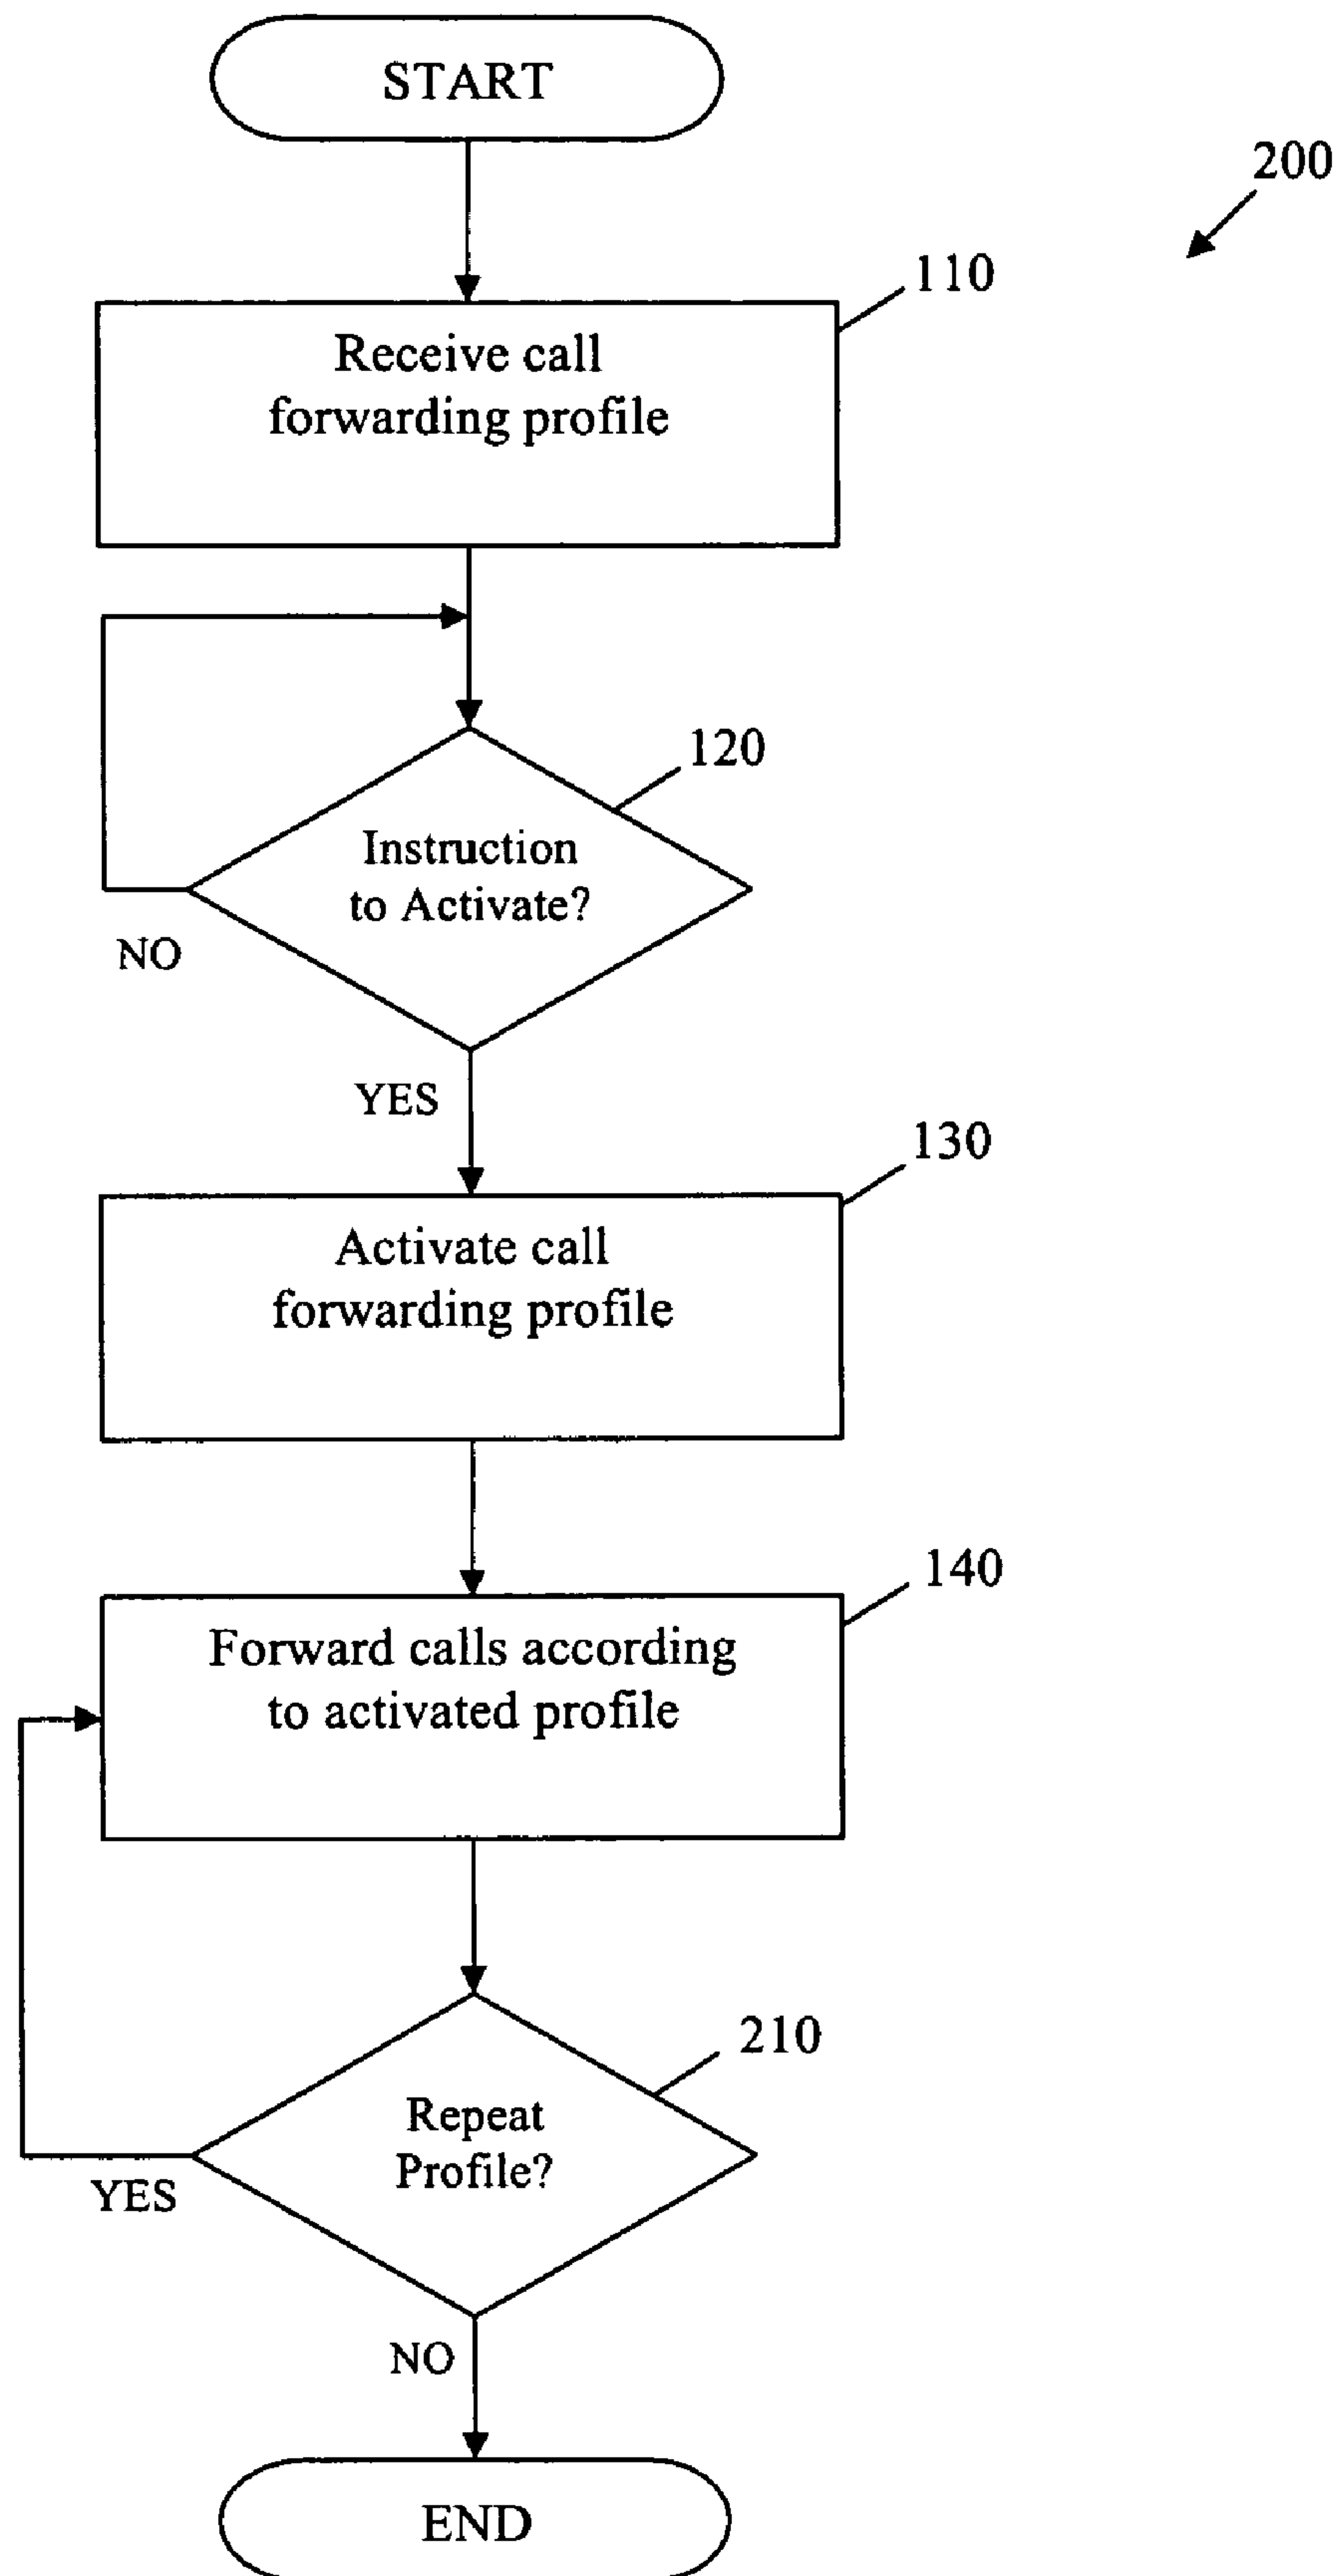 START
200
110
Receive call
forwarding profile
120
Instruction
to Activate?
NO
YES
130
Activate call
forwarding profile
140
Forward calls according
to activated profile
210
Repeat
Profile?
YES
NO
END